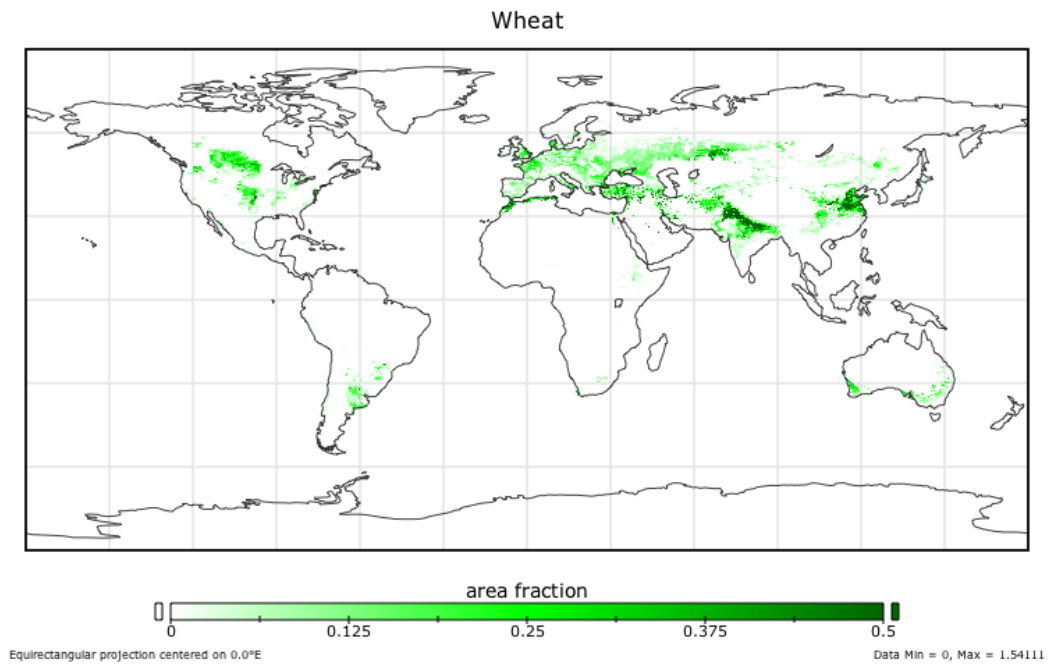 Wheat
area fraction
0 0.125 0.25 0.375 0.5
Equirectangular projection centered on 0.0°E Data Min = 0, Max = 1.54111